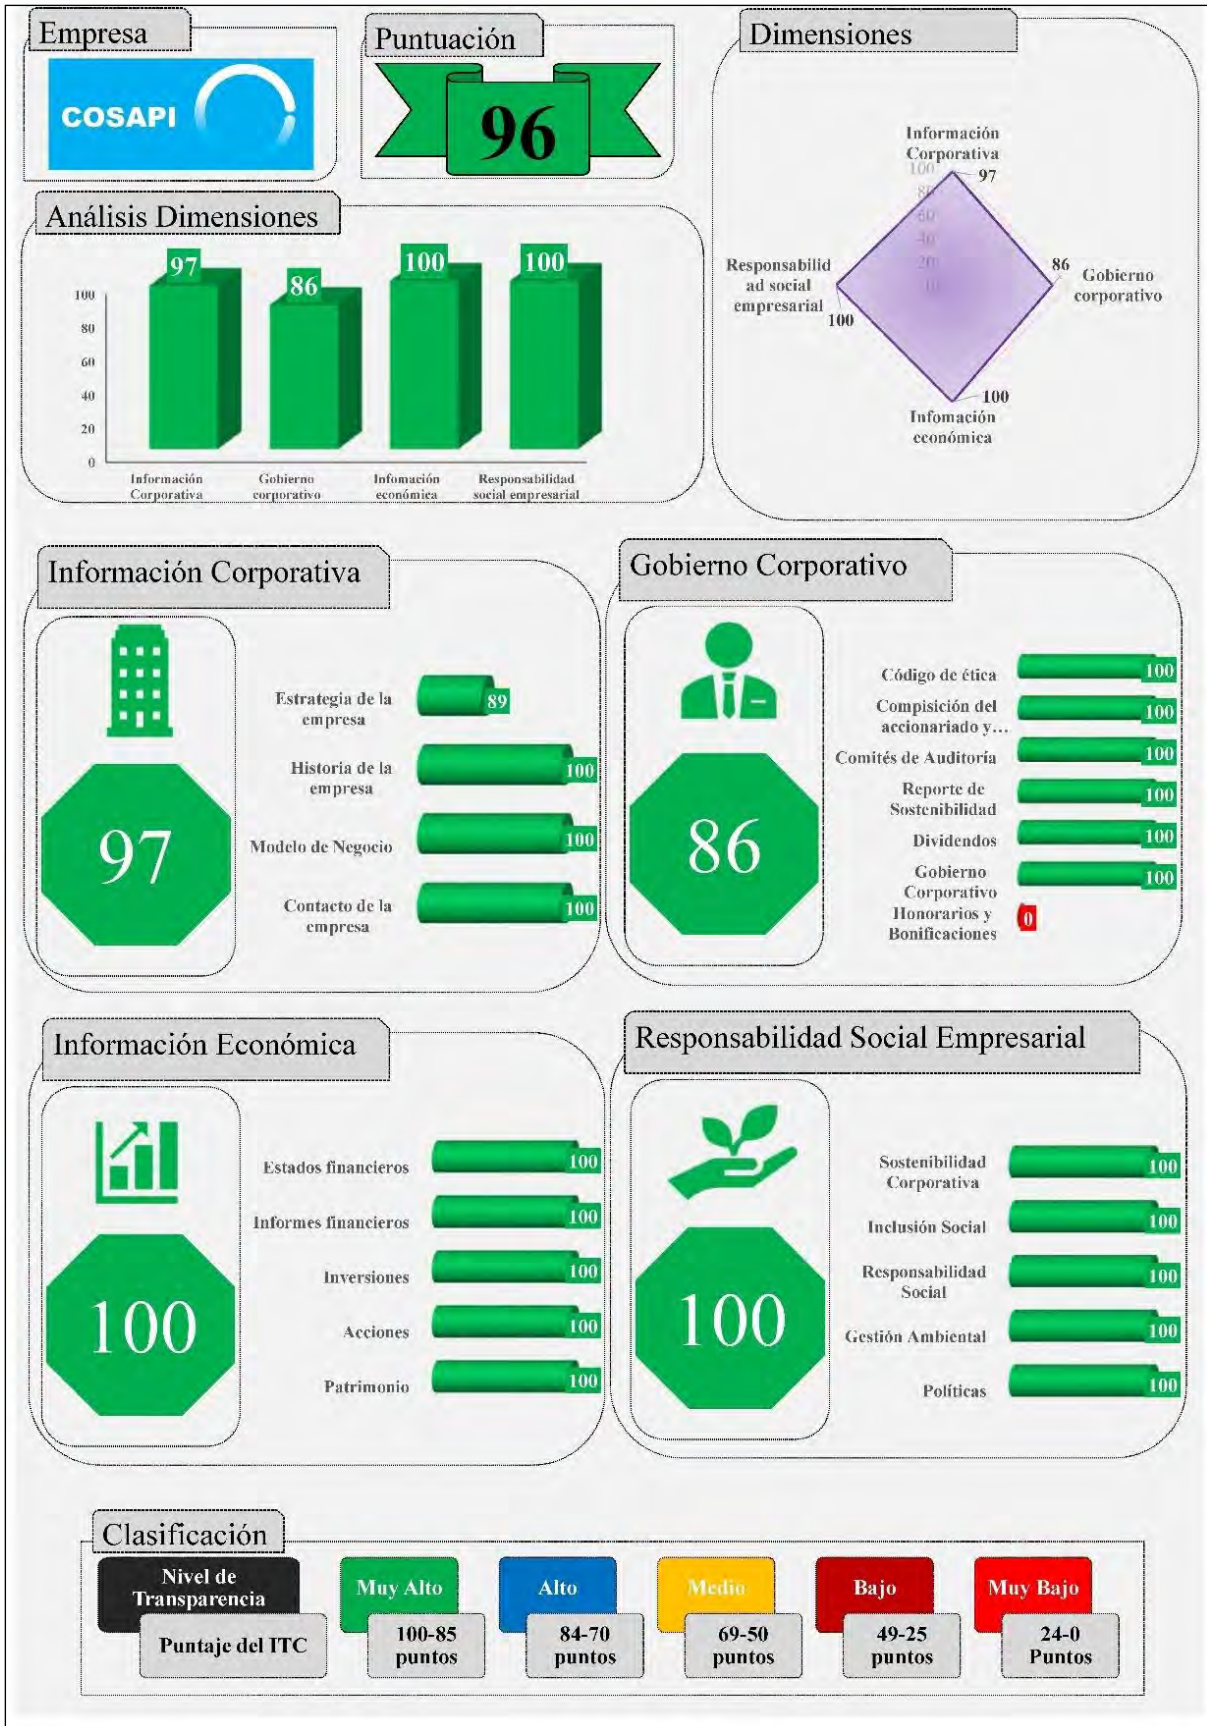 Empresa
COSAPI
Puntuación
96
Dimensiones
Información
Corporativa
100
97
80
60
40
20
Responsabilid
ad social
empresarial
100
86
Gobierno
corporativo
100
Infomación
económica
Análisis Dimensiones
97
86
100
100
100
80
60
40
20
0
Información
Corporativa
Gobierno
corporativo
Infomación
económica
Responsabilidad
social empresarial
Información Corporativa
97
Estrategia de la
empresa
89
Historia de la
empresa
100
Modelo de Negocio
100
Contacto de la
empresa
100
Gobierno Corporativo
86
Código de ética
100
Compisición del
accionariado y…
100
Comités de Auditoría
100
Reporte de
Sostenibilidad
100
Dividendos
100
Gobierno
Corporativo
100
Honorarios y
Bonificaciones
0
Información Económica
100
Estados financieros
100
Informes financieros
100
Inversiones
100
Acciones
100
Patrimonio
100
Responsabilidad Social Empresarial
100
Sostenibilidad
Corporativa
100
Inclusión Social
100
Responsabilidad
Social
100
Gestión Ambiental
100
Políticas
100
Clasificación
Nivel de
Transparencia
Puntaje del ITC
Muy Alto
100-85
puntos
Alto
84-70
puntos
Medio
69-50
puntos
Bajo
49-25
puntos
Muy Bajo
24-0
Puntos